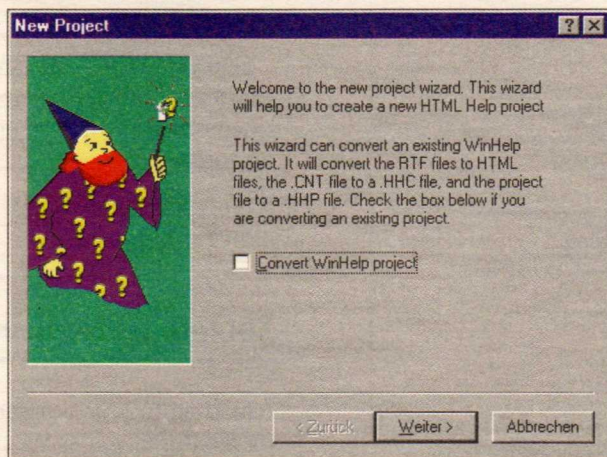 New Project
Welcome to the new project wizard. This wizard
will help you to create a new HTML Help project
This wizard can convert an existing WinHelp
project. It will convert the RTF files to HTML
files, the .CNT file to a .HHC file, and the project
file to a .HHP file. Check the box below if you
are converting an existing project.
Convert WinHelp project
< Zurück Weiter > Abbrechen